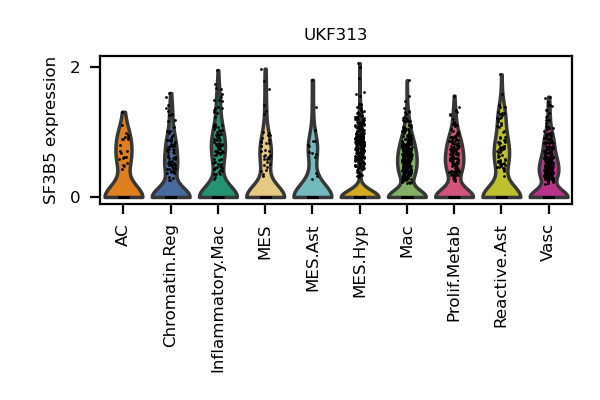 UKF313
SF3B5 expression
2
0
AC
Chromatin.Reg
Inflammatory.Mac
MES
MES.Ast
MES.Hyp
Mac
Prolif.Metab
Reactive.Ast
Vasc